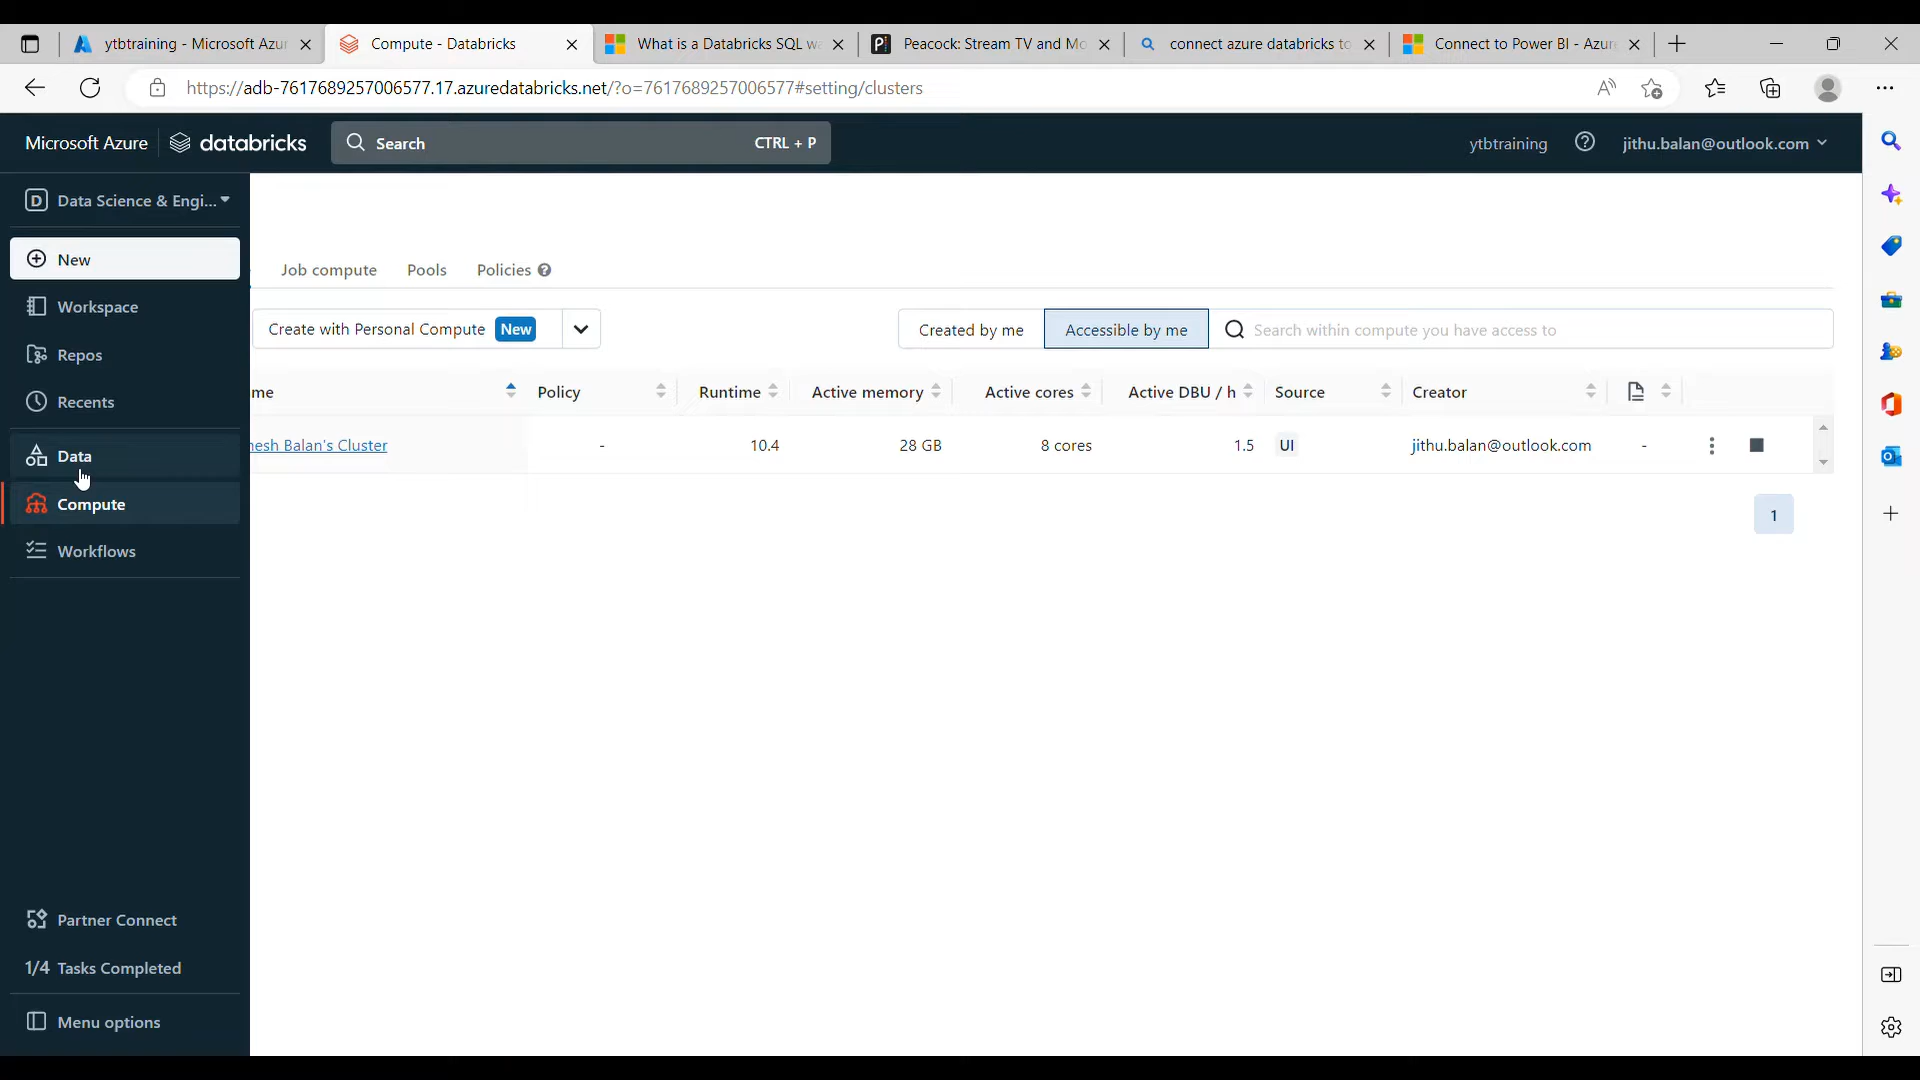 ytbtraining - Microsoft Azur
Compute - Databricks
What is a Databricks SQL wa
Peacock: Stream TV and Mo
connect azure databricks to
Connect to Power BI - Azure
https://adb-7617689257006577.17.azuredatabricks.net/?o=7617689257006577#setting/clusters
Microsoft Azure
databricks
Search
CTRL + P
ytbtraining
jithu.balan@outlook.com
D Data Science & Engi...
New
Workspace
Repos
Recents
Data
Compute
Workflows
Partner Connect
1/4 Tasks Completed
Menu options
Job compute
Pools
Policies ?
Create with Personal Compute New
Created by me
Accessible by me
Search within compute you have access to
me
Policy
Runtime
Active memory
Active cores
Active DBU / h
Source
Creator
nesh Balan's Cluster
-
10.4
28 GB
8 cores
1.5
UI
jithu.balan@outlook.com
-
1